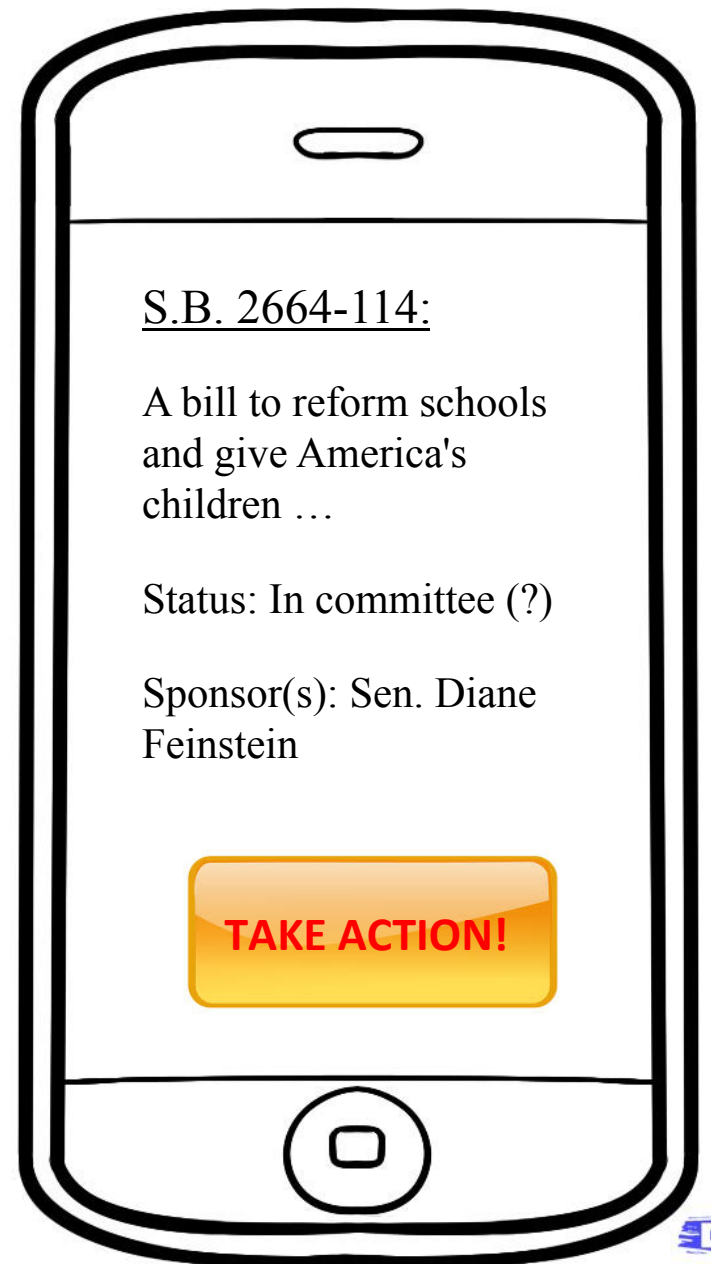 S.B. 2664-114:
A bill to reform schools
and give America's
children …
Status: In committee (?)
Sponsor(s): Sen. Diane
Feinstein
TAKE ACTION!